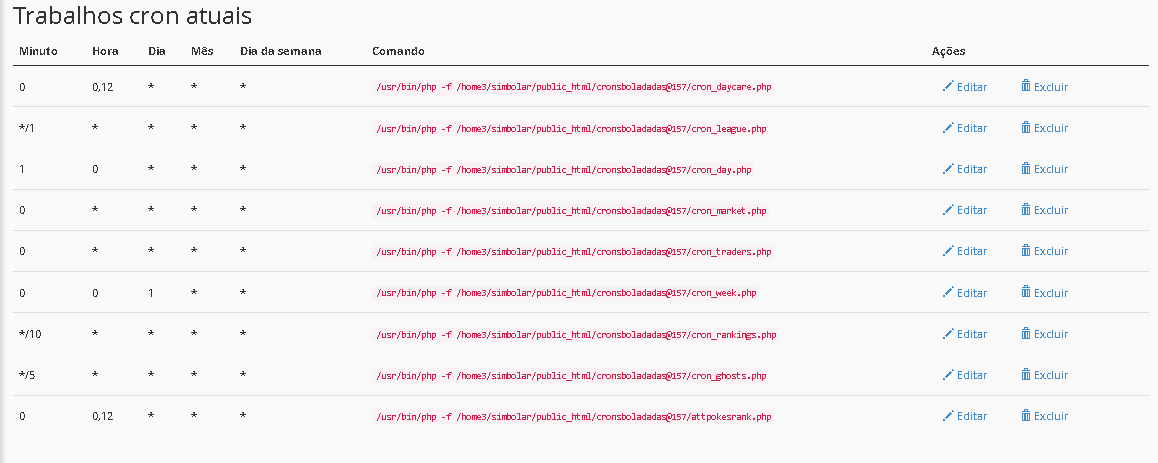 Trabalhos cron atuais
Minuto Hora Dia Mês Dia da semana Comando Ações
0 0,12 * * * /usr/bin/php -f /home3/simbolar/public_html/cronsboladadas@157/cron_daycare.php Editar Excluir
*/1 * * * * /usr/bin/php -f /home3/simbolar/public_html/cronsboladadas@157/cron_league.php Editar Excluir
1 0 * * * /usr/bin/php -f /home3/simbolar/public_html/cronsboladadas@157/cron_day.php Editar Excluir
0 * * * * /usr/bin/php -f /home3/simbolar/public_html/cronsboladadas@157/cron_market.php Editar Excluir
0 * * * * /usr/bin/php -f /home3/simbolar/public_html/cronsboladadas@157/cron_traders.php Editar Excluir
0 0 1 * * /usr/bin/php -f /home3/simbolar/public_html/cronsboladadas@157/cron_week.php Editar Excluir
*/10 * * * * /usr/bin/php -f /home3/simbolar/public_html/cronsboladadas@157/cron_rankings.php Editar Excluir
*/5 * * * * /usr/bin/php -f /home3/simbolar/public_html/cronsboladadas@157/cron_ghosts.php Editar Excluir
0 0,12 * * * /usr/bin/php -f /home3/simbolar/public_html/cronsboladadas@157/attpokesrank.php Editar Excluir